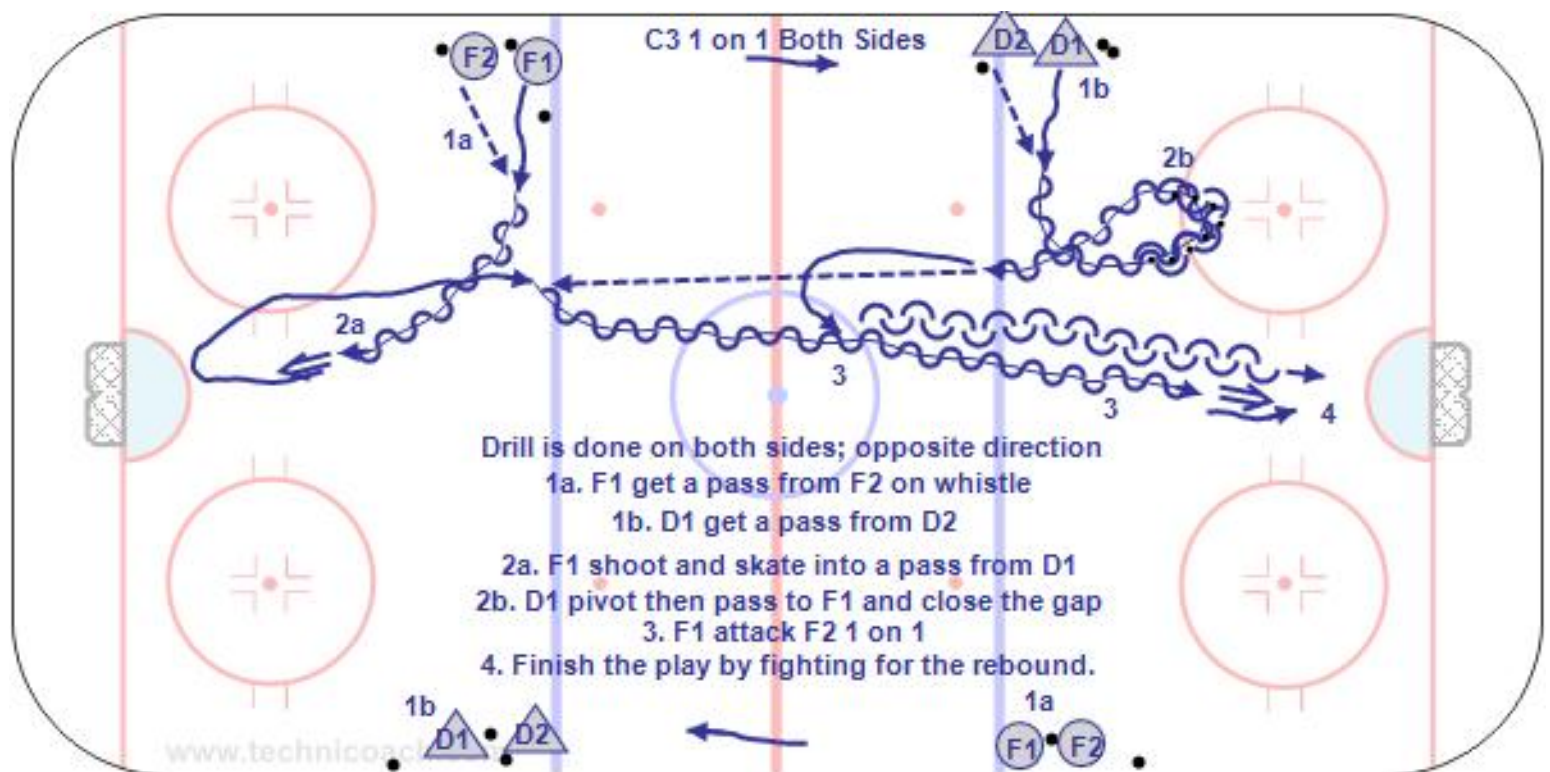 F2 F1 C3 1 on 1 Both Sides D2 D1
1b
1a
2b
2a
3
3
4
Drill is done on both sides; opposite direction
1a. F1 get a pass from F2 on whistle
1b. D1 get a pass from D2
2a. F1 shoot and skate into a pass from D1
2b. D1 pivot then pass to F1 and close the gap
3. F1 attack F2 1 on 1
4. Finish the play by fighting for the rebound.
1b
1a
D1 D2 F1 F2